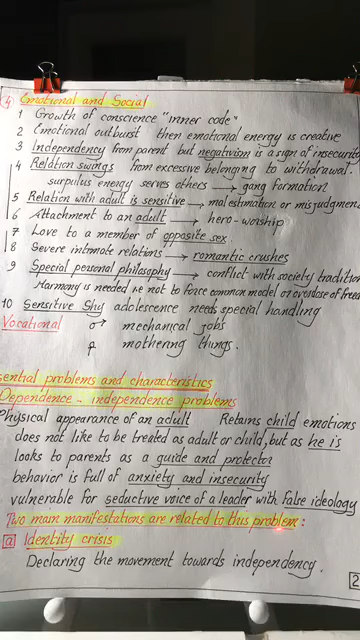 ④ Emotional and Social
1 Growth of conscience "inner code"
2 Emotional outburst then emotional energy is creative
3 Independency from parent but negativism is a sign of insecurity
4 Relation swings from excessive belonging to withdrawal.
surpulus energy serves others → gang formation
5 Relation with adult is sensitive → mal estimation or misjudgment
6 Attachment to an adult → hero-worship
7 Love to a member of opposite sex.
8 Severe intimate relations → romantic crushes
9 Special personal philosophy → conflict with society tradition
Harmony is needed i.e not to force common model or overdose of freed
10 Sensitive Shy adolescence needs special handling
Vocational ♂ → mechanical jobs
♀ → mothering things.
sential problems and characteristics
Dependence - independence problems
Physical appearance of an adult Retains child emotions
does not like to be treated as adult or child, but as he is
looks to parents as a guide and protector
behavior is full of anxiety and insecurity
vulnerable for seductive voice of a leader with false ideology
Two main manifestations are related to this problem:
a Identity crisis
Declaring the movement towards independency.
2